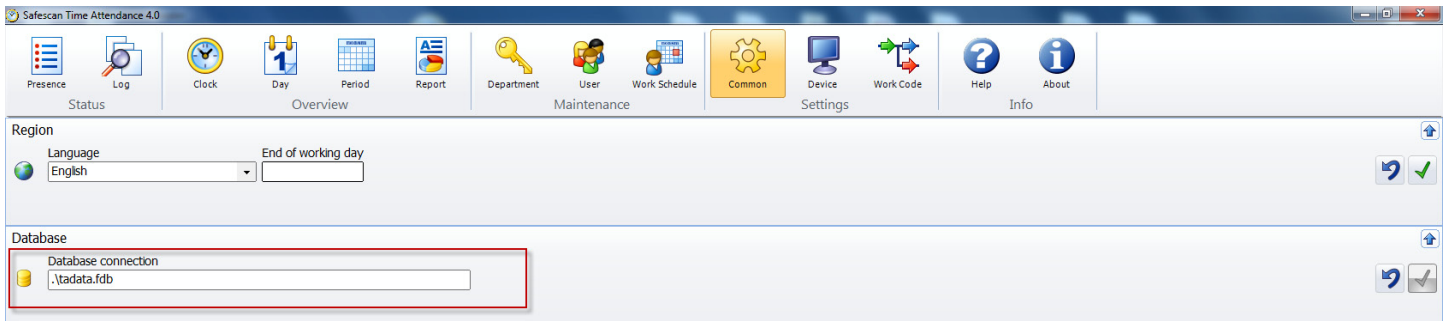 Safescan Time Attendance 4.0
Presence Log Clock Day Period Report Department User Work Schedule Common Device Work Code Help About
Status Overview Maintenance Settings Info
Region
Language End of working day
English
Database
Database connection
.\tadata.fdb